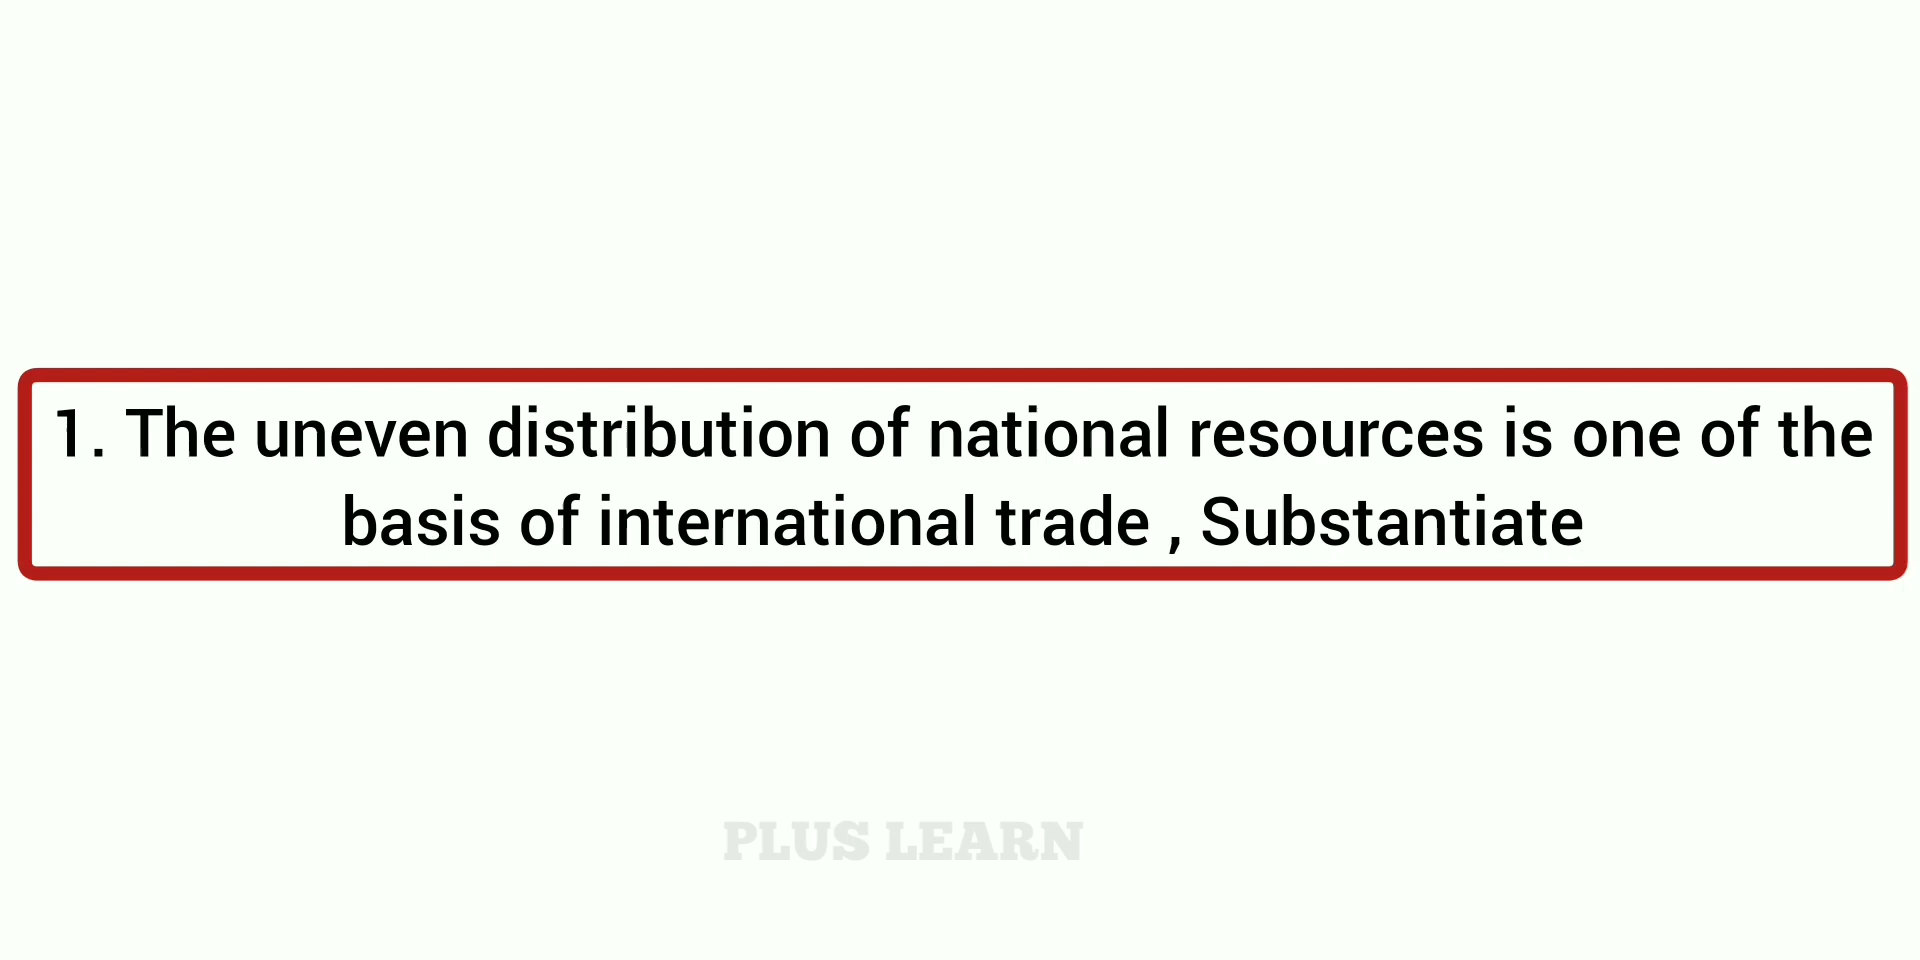 1. The uneven distribution of national resources is one of the
basis of international trade , Substantiate
PLUS LEARN